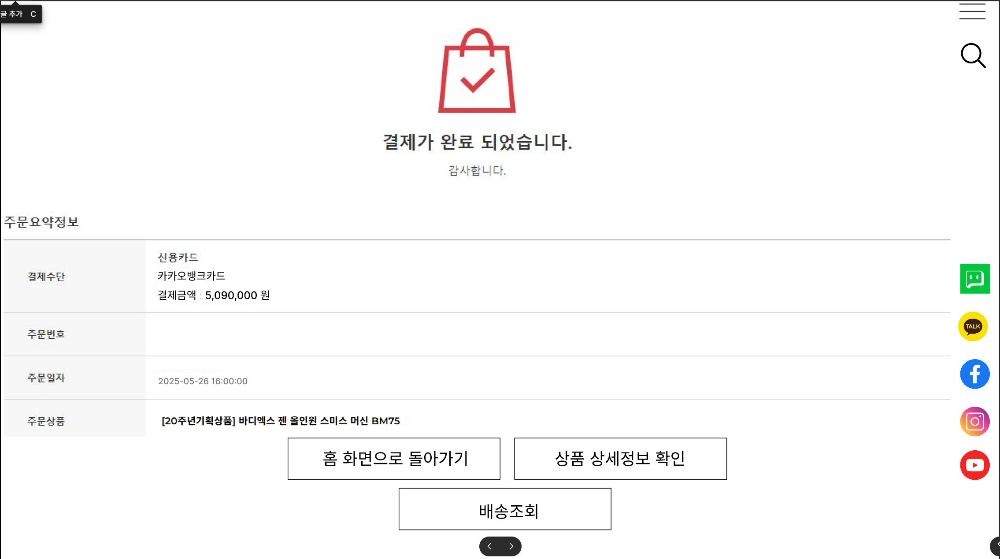 글 추가 C
결제가 완료 되었습니다.
감사합니다.
주문요약정보
결제수단
신용카드
카카오뱅크카드
결제금액 : 5,090,000 원
주문번호
주문일자
2025-05-26 16:00:00
주문상품
[20주년기획상품] 바디엑스 젠 올인원 스미스 머신 BM75
홈 화면으로 돌아가기
상품 상세정보 확인
배송조회
TALK